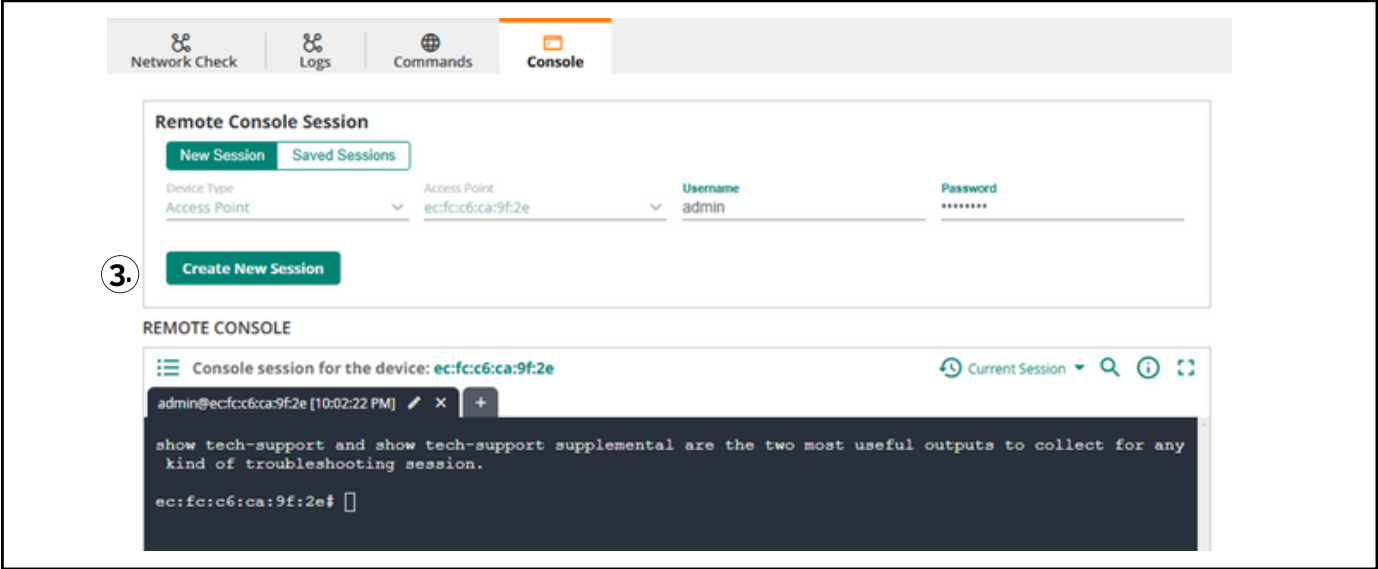 Network Check
Logs
Commands
Console
Remote Console Session
New Session
Saved Sessions
Device Type
Access Point
Username
Password
Access Point
ec:fc:c6:ca:9f:2e
admin
********
3.
Create New Session
REMOTE CONSOLE
Console session for the device: ec:fc:c6:ca:9f:2e
Current Session
admin@ec:fc:c6:ca:9f:2e [10:02:22 PM]
+
show tech-support and show tech-support supplemental are the two most useful outputs to collect for any
kind of troubleshooting session.
ec:fc:c6:ca:9f:2e#